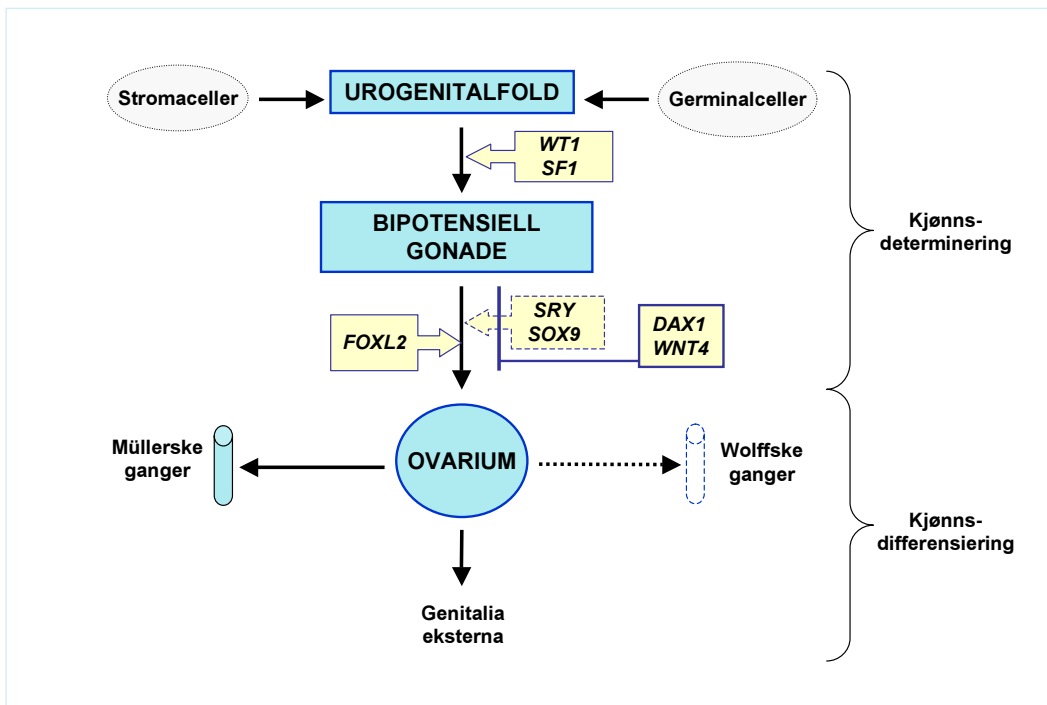 Stromaceller
UROGENITALFOLD
Germinalceller
WT1
SF1
BIPOTENSIELL
GONADE
Kjønns-
determinering
FOXL2
SRY
SOX9
DAX1
WNT4
Müllerske
ganger
OVARIUM
Wolffske
ganger
Kjønns-
differensiering
Genitalia
eksterna